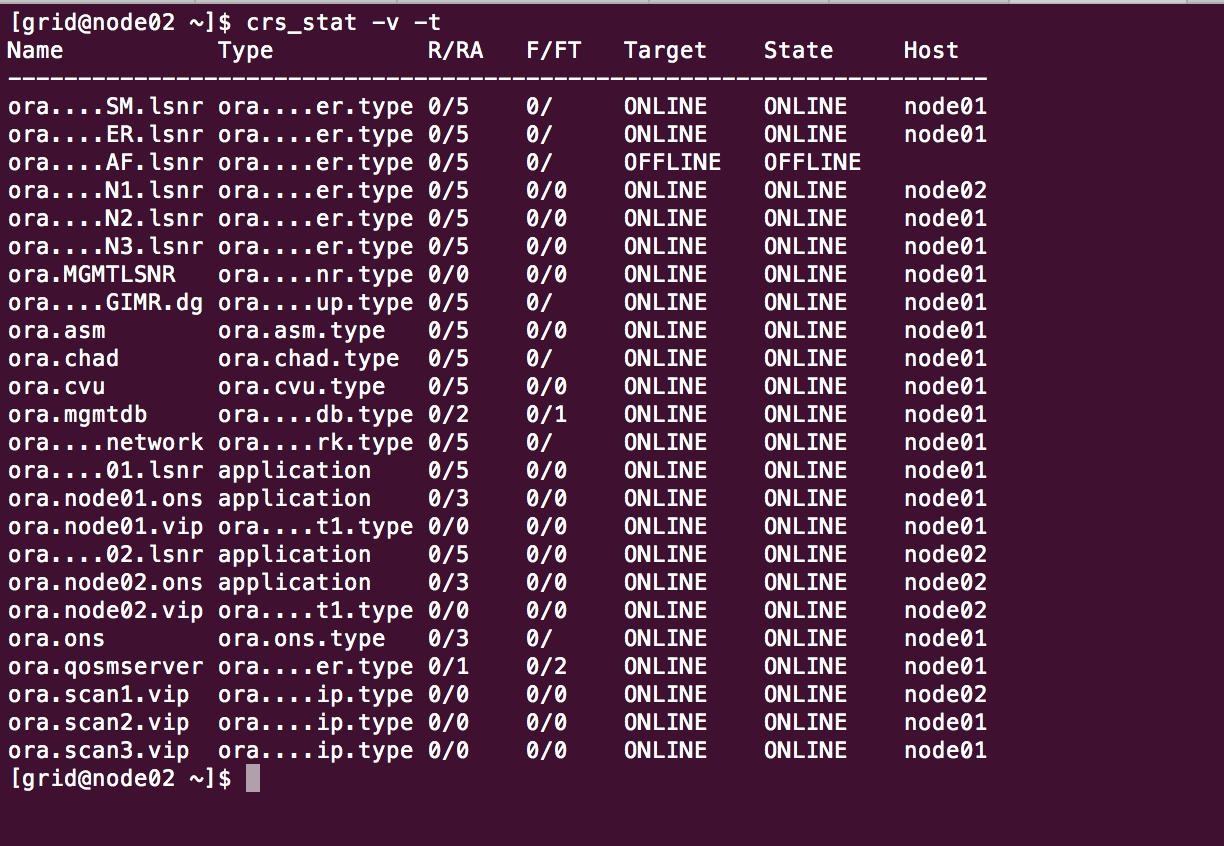 [grid@node02 ~]$ crs_stat -v -t
Name           Type           R/RA   F/FT   Target    State     Host
----------------------------------------------------------------------
ora....SM.lsnr ora....er.type 0/5    0/     ONLINE    ONLINE    node01
ora....ER.lsnr ora....er.type 0/5    0/     ONLINE    ONLINE    node01
ora....AF.lsnr ora....er.type 0/5    0/     OFFLINE   OFFLINE
ora....N1.lsnr ora....er.type 0/5    0/0    ONLINE    ONLINE    node02
ora....N2.lsnr ora....er.type 0/5    0/0    ONLINE    ONLINE    node01
ora....N3.lsnr ora....er.type 0/5    0/0    ONLINE    ONLINE    node01
ora.MGMTLSNR   ora....nr.type 0/0    0/0    ONLINE    ONLINE    node01
ora....GIMR.dg ora....up.type 0/5    0/     ONLINE    ONLINE    node01
ora.asm        ora.asm.type   0/5    0/0    ONLINE    ONLINE    node01
ora.chad       ora.chad.type  0/5    0/     ONLINE    ONLINE    node01
ora.cvu        ora.cvu.type   0/5    0/0    ONLINE    ONLINE    node01
ora.mgmtdb     ora....db.type 0/2    0/1    ONLINE    ONLINE    node01
ora....network ora....rk.type 0/5    0/     ONLINE    ONLINE    node01
ora....01.lsnr application    0/5    0/0    ONLINE    ONLINE    node01
ora.node01.ons application    0/3    0/0    ONLINE    ONLINE    node01
ora.node01.vip ora....t1.type 0/0    0/0    ONLINE    ONLINE    node01
ora....02.lsnr application    0/5    0/0    ONLINE    ONLINE    node02
ora.node02.ons application    0/3    0/0    ONLINE    ONLINE    node02
ora.node02.vip ora....t1.type 0/0    0/0    ONLINE    ONLINE    node02
ora.ons        ora.ons.type   0/3    0/     ONLINE    ONLINE    node01
ora.qosmserver ora....er.type 0/1    0/2    ONLINE    ONLINE    node01
ora.scan1.vip  ora....ip.type 0/0    0/0    ONLINE    ONLINE    node02
ora.scan2.vip  ora....ip.type 0/0    0/0    ONLINE    ONLINE    node01
ora.scan3.vip  ora....ip.type 0/0    0/0    ONLINE    ONLINE    node01
[grid@node02 ~]$